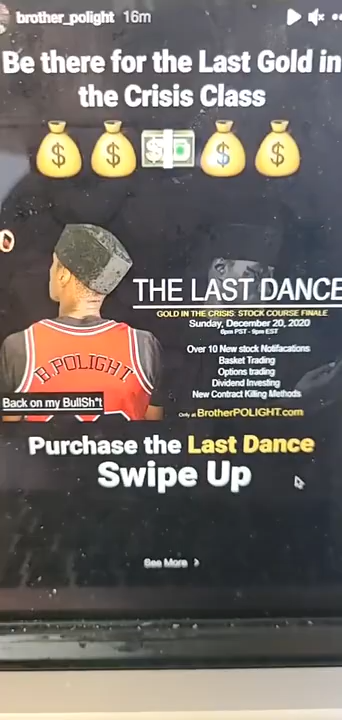 brother_polight 16m
Be there for the Last Gold in
the Crisis Class
THE LAST DANCE
GOLD IN THE CRISIS: STOCK COURSE FINALE
Sunday, December 20, 2020
6pm PST - 9pm EST
Over 10 New stock Notifacations
Basket Trading
Options trading
Dividend Investing
New Contract Killing Methods
Only at BrotherPOLIGHT.com
B.POLIGHT
Back on my BullSh*t
Purchase the Last Dance
Swipe Up
See More